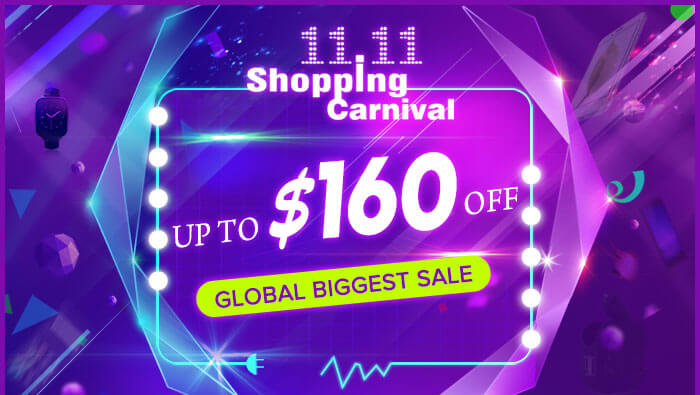 11.11
Shopping
Carnival
UP TO $160 OFF
GLOBAL BIGGEST SALE